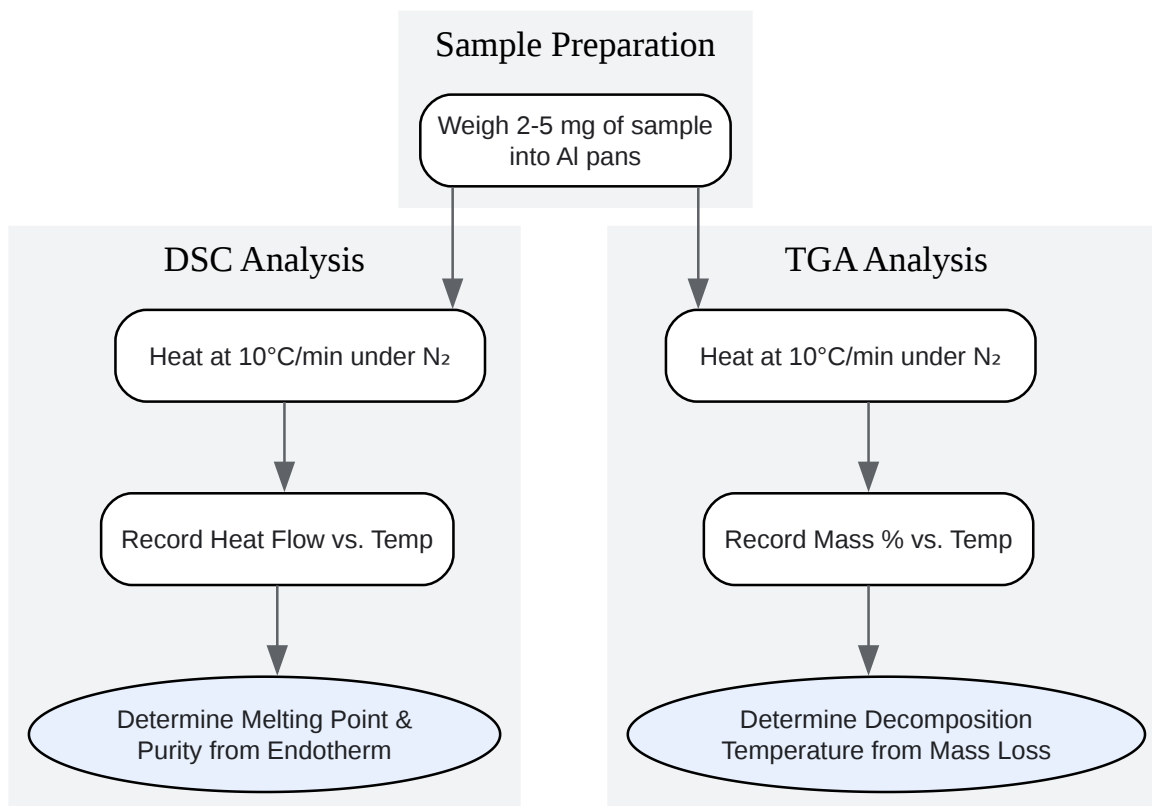 Sample Preparation
Weigh 2-5 mg of sample
into Al pans
DSC Analysis
Heat at 10°C/min under N₂
Record Heat Flow vs. Temp
Determine Melting Point &
Purity from Endotherm
TGA Analysis
Heat at 10°C/min under N₂
Record Mass % vs. Temp
Determine Decomposition
Temperature from Mass Loss